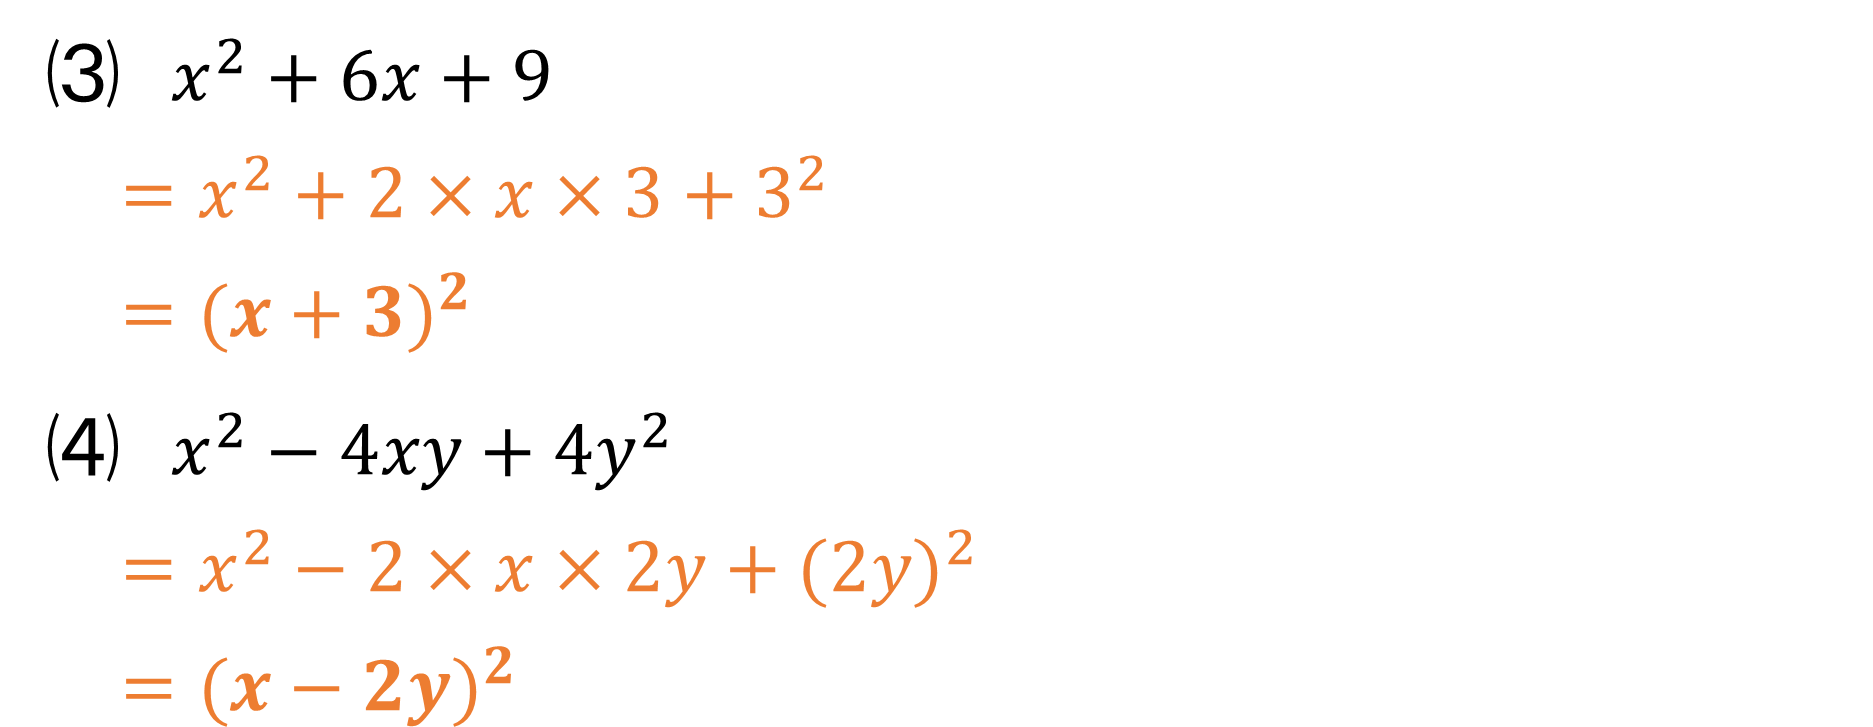 (3) x² + 6x + 9
= x² + 2 × x × 3 + 3²
= (x + 3)²
(4) x² − 4xy + 4y²
= x² − 2 × x × 2y + (2y)²
= (x − 2y)²